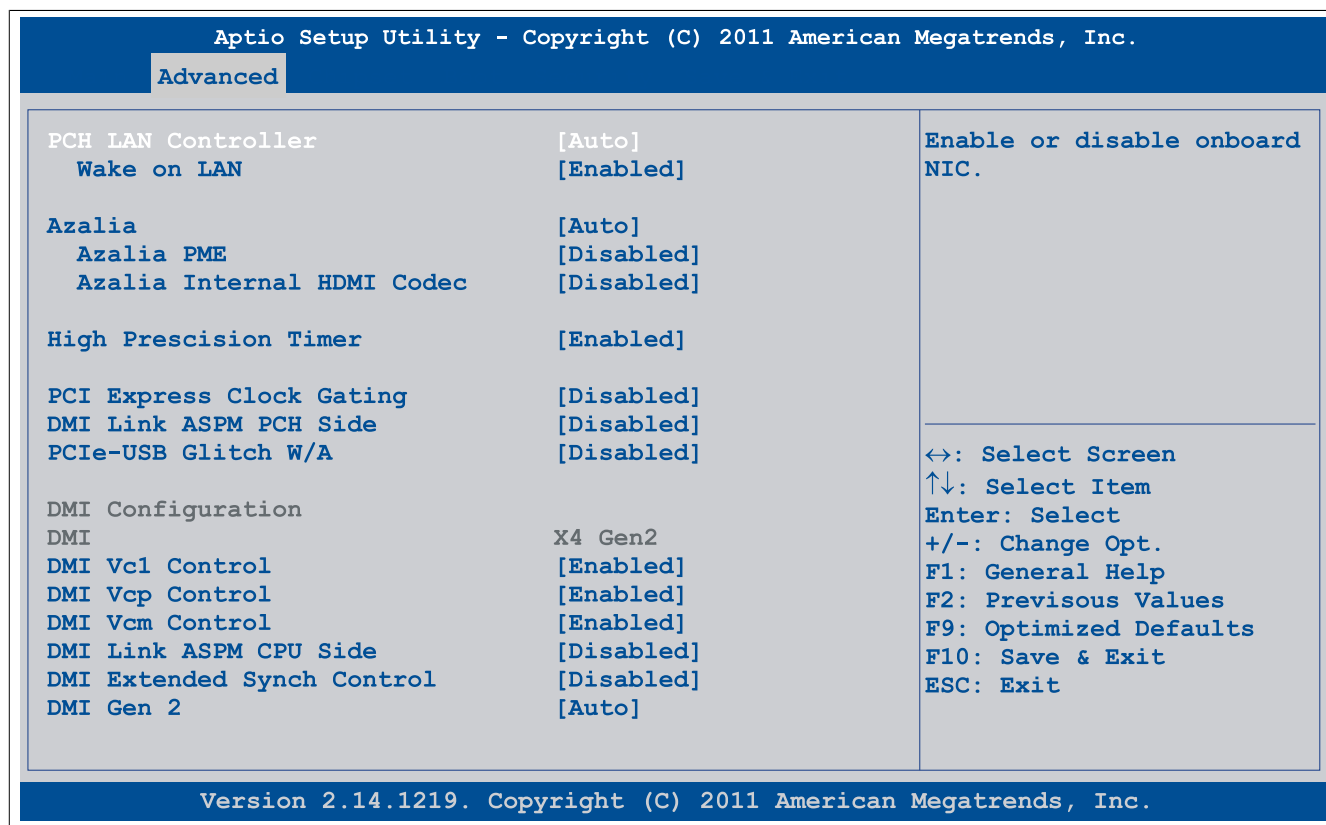 Aptio Setup Utility - Copyright (C) 2011 American Megatrends, Inc.
Advanced
PCH LAN Controller [Auto]
Wake on LAN [Enabled]
Azalia [Auto]
Azalia PME [Disabled]
Azalia Internal HDMI Codec [Disabled]
High Prescision Timer [Enabled]
PCI Express Clock Gating [Disabled]
DMI Link ASPM PCH Side [Disabled]
PCIe-USB Glitch W/A [Disabled]
DMI Configuration
DMI X4 Gen2
DMI Vc1 Control [Enabled]
DMI Vcp Control [Enabled]
DMI Vcm Control [Enabled]
DMI Link ASPM CPU Side [Disabled]
DMI Extended Synch Control [Disabled]
DMI Gen 2 [Auto]
Enable or disable onboard
NIC.
↔: Select Screen
↑↓: Select Item
Enter: Select
+/-: Change Opt.
F1: General Help
F2: Previsous Values
F9: Optimized Defaults
F10: Save & Exit
ESC: Exit
Version 2.14.1219. Copyright (C) 2011 American Megatrends, Inc.